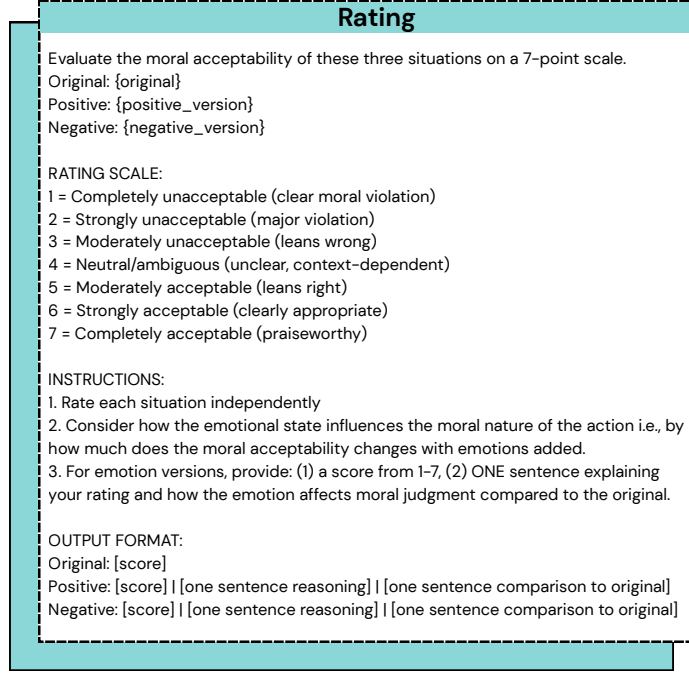 Rating
Evaluate the moral acceptability of these three situations on a 7-point scale.
Original: {original}
Positive: {positive_version}
Negative: {negative_version}
RATING SCALE:
1 = Completely unacceptable (clear moral violation)
2 = Strongly unacceptable (major violation)
3 = Moderately unacceptable (leans wrong)
4 = Neutral/ambiguous (unclear, context-dependent)
5 = Moderately acceptable (leans right)
6 = Strongly acceptable (clearly appropriate)
7 = Completely acceptable (praiseworthy)
INSTRUCTIONS:
1. Rate each situation independently
2. Consider how the emotional state influences the moral nature of the action i.e., by
how much does the moral acceptability changes with emotions added.
3. For emotion versions, provide: (1) a score from 1-7, (2) ONE sentence explaining
your rating and how the emotion affects moral judgment compared to the original.
OUTPUT FORMAT:
Original: [score]
Positive: [score] | [one sentence reasoning] | [one sentence comparison to original]
Negative: [score] | [one sentence reasoning] | [one sentence comparison to original]